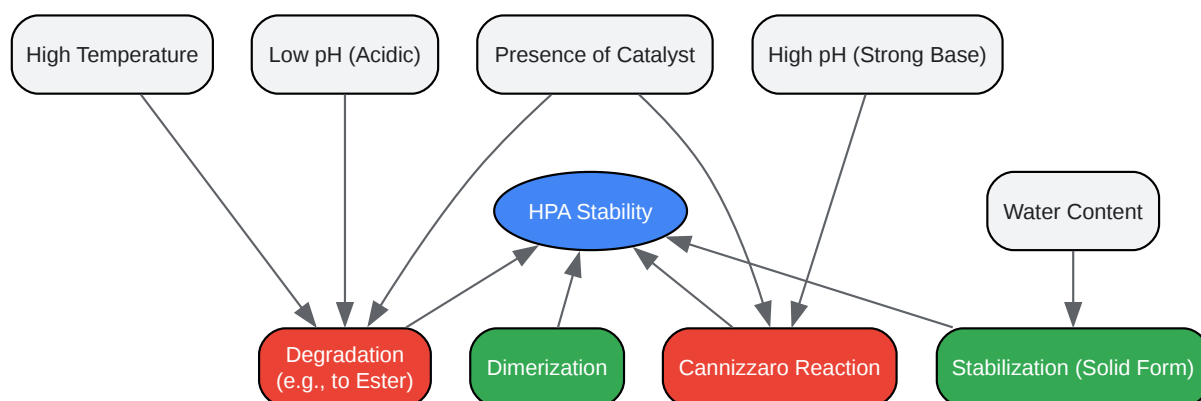 High Temperature
Low pH (Acidic)
Presence of Catalyst
High pH (Strong Base)
HPA Stability
Water Content
Degradation
(e.g., to Ester)
Dimerization
Cannizzaro Reaction
Stabilization (Solid Form)